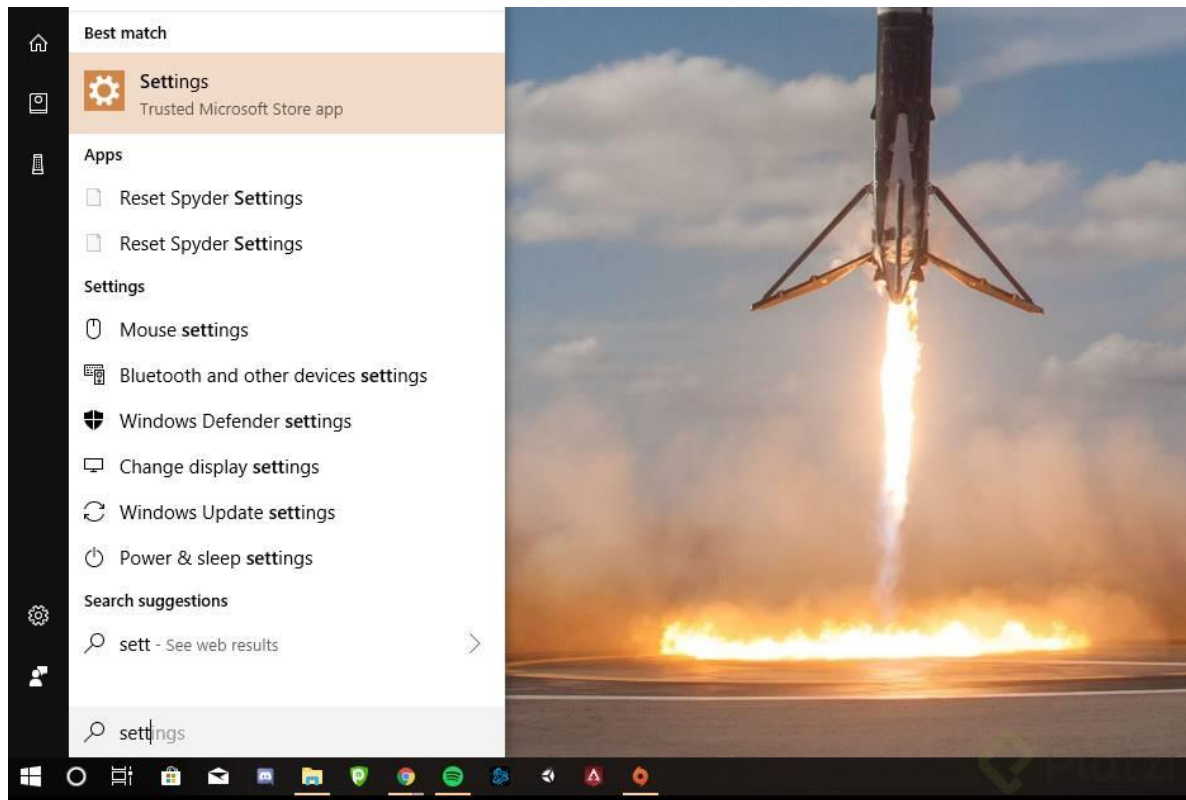 Best match
Settings
Trusted Microsoft Store app
Apps
Reset Spyder Settings
Reset Spyder Settings
Settings
Mouse settings
Bluetooth and other devices settings
Windows Defender settings
Change display settings
Windows Update settings
Power & sleep settings
Search suggestions
sett - See web results
settings
Platzi